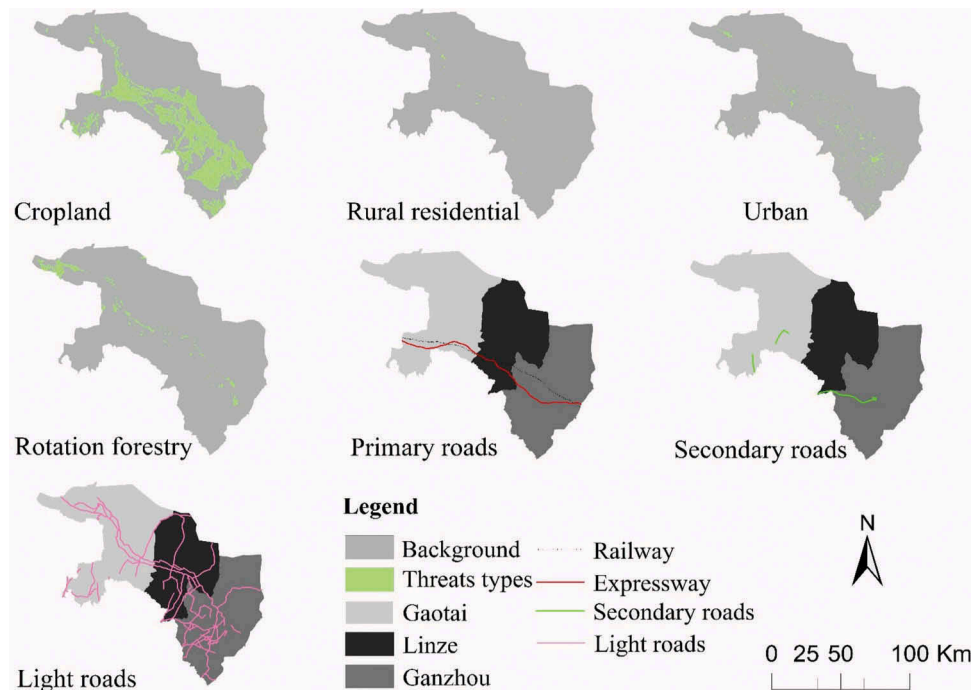 Cropland
Rural residential
Urban
Rotation forestry
Primary roads
Secondary roads
Light roads
Legend
Background
Threats types
Gaotai
Linze
Ganzhou
Railway
Expressway
Secondary roads
Light roads
N
0 25 50 100 Km